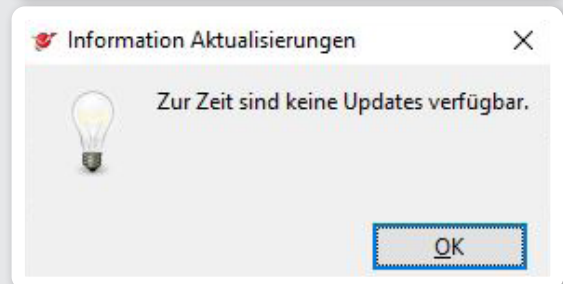 Information Aktualisierungen
Zur Zeit sind keine Updates verfügbar.
OK